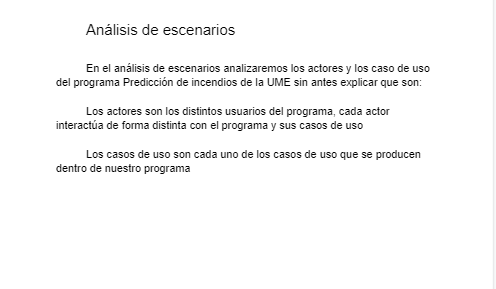 Análisis de escenarios
En el análisis de escenarios analizaremos los actores y los caso de uso
del programa Predicción de incendios de la UME sin antes explicar que son:
Los actores son los distintos usuarios del programa, cada actor
interactúa de forma distinta con el programa y sus casos de uso
Los casos de uso son cada uno de los casos de uso que se producen
dentro de nuestro programa